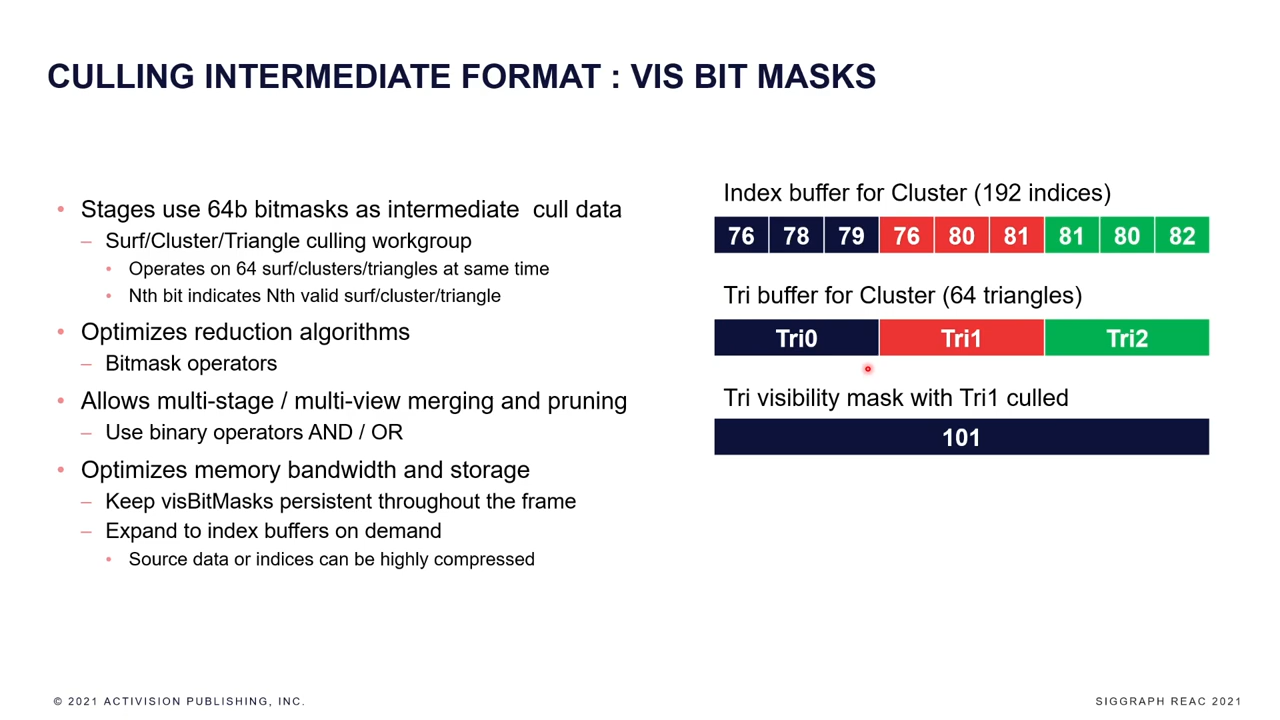 CULLING INTERMEDIATE FORMAT : VIS BIT MASKS
• Stages use 64b bitmasks as intermediate  cull data
– Surf/Cluster/Triangle culling workgroup
• Operates on 64 surf/clusters/triangles at same time
• Nth bit indicates Nth valid surf/cluster/triangle
• Optimizes reduction algorithms
– Bitmask operators
• Allows multi-stage / multi-view merging and pruning
– Use binary operators AND / OR
• Optimizes memory bandwidth and storage
– Keep visBitMasks persistent throughout the frame
– Expand to index buffers on demand
• Source data or indices can be highly compressed
Index buffer for Cluster (192 indices)
76 78 79 76 80 81 81 80 82
Tri buffer for Cluster (64 triangles)
Tri0 Tri1 Tri2
Tri visibility mask with Tri1 culled
101
© 2021 ACTIVISION PUBLISHING, INC.
SIGGRAPH REAC 2021